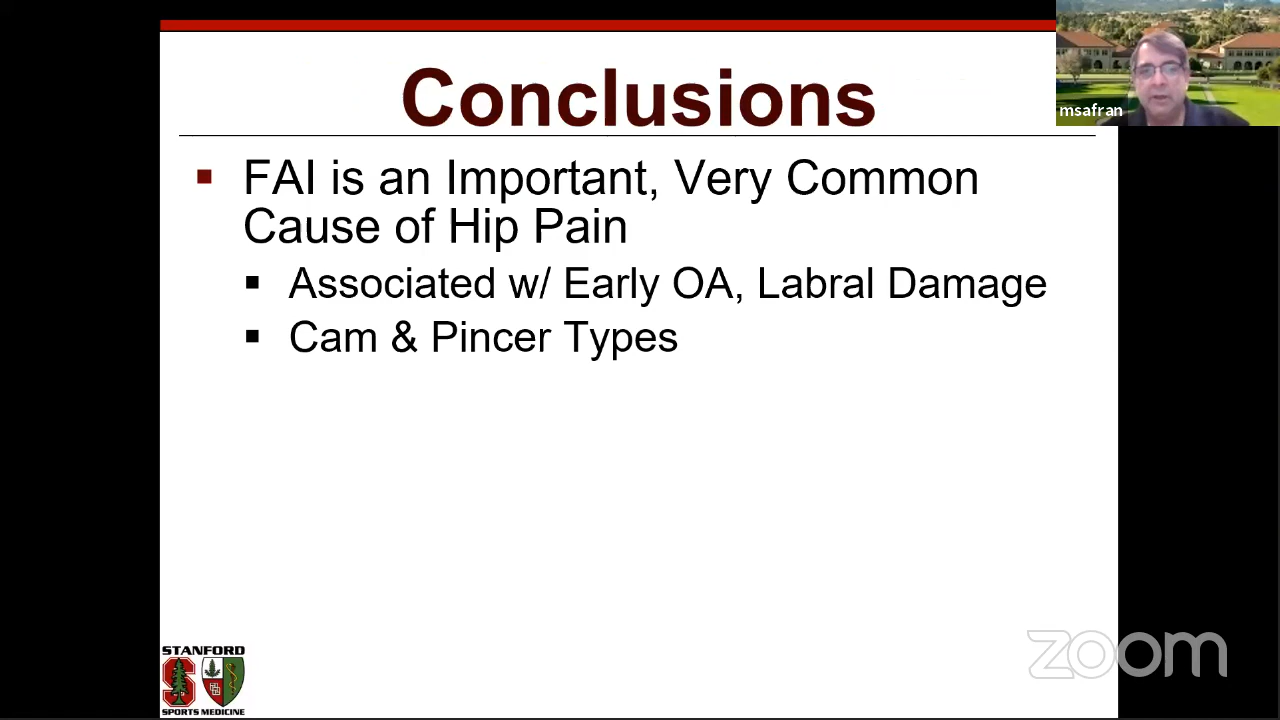 Conclusions
msafran
▪ FAI is an Important, Very Common
Cause of Hip Pain
▪ Associated w/ Early OA, Labral Damage
▪ Cam & Pincer Types
STANFORD
S
SPORTS MEDICINE
zoom